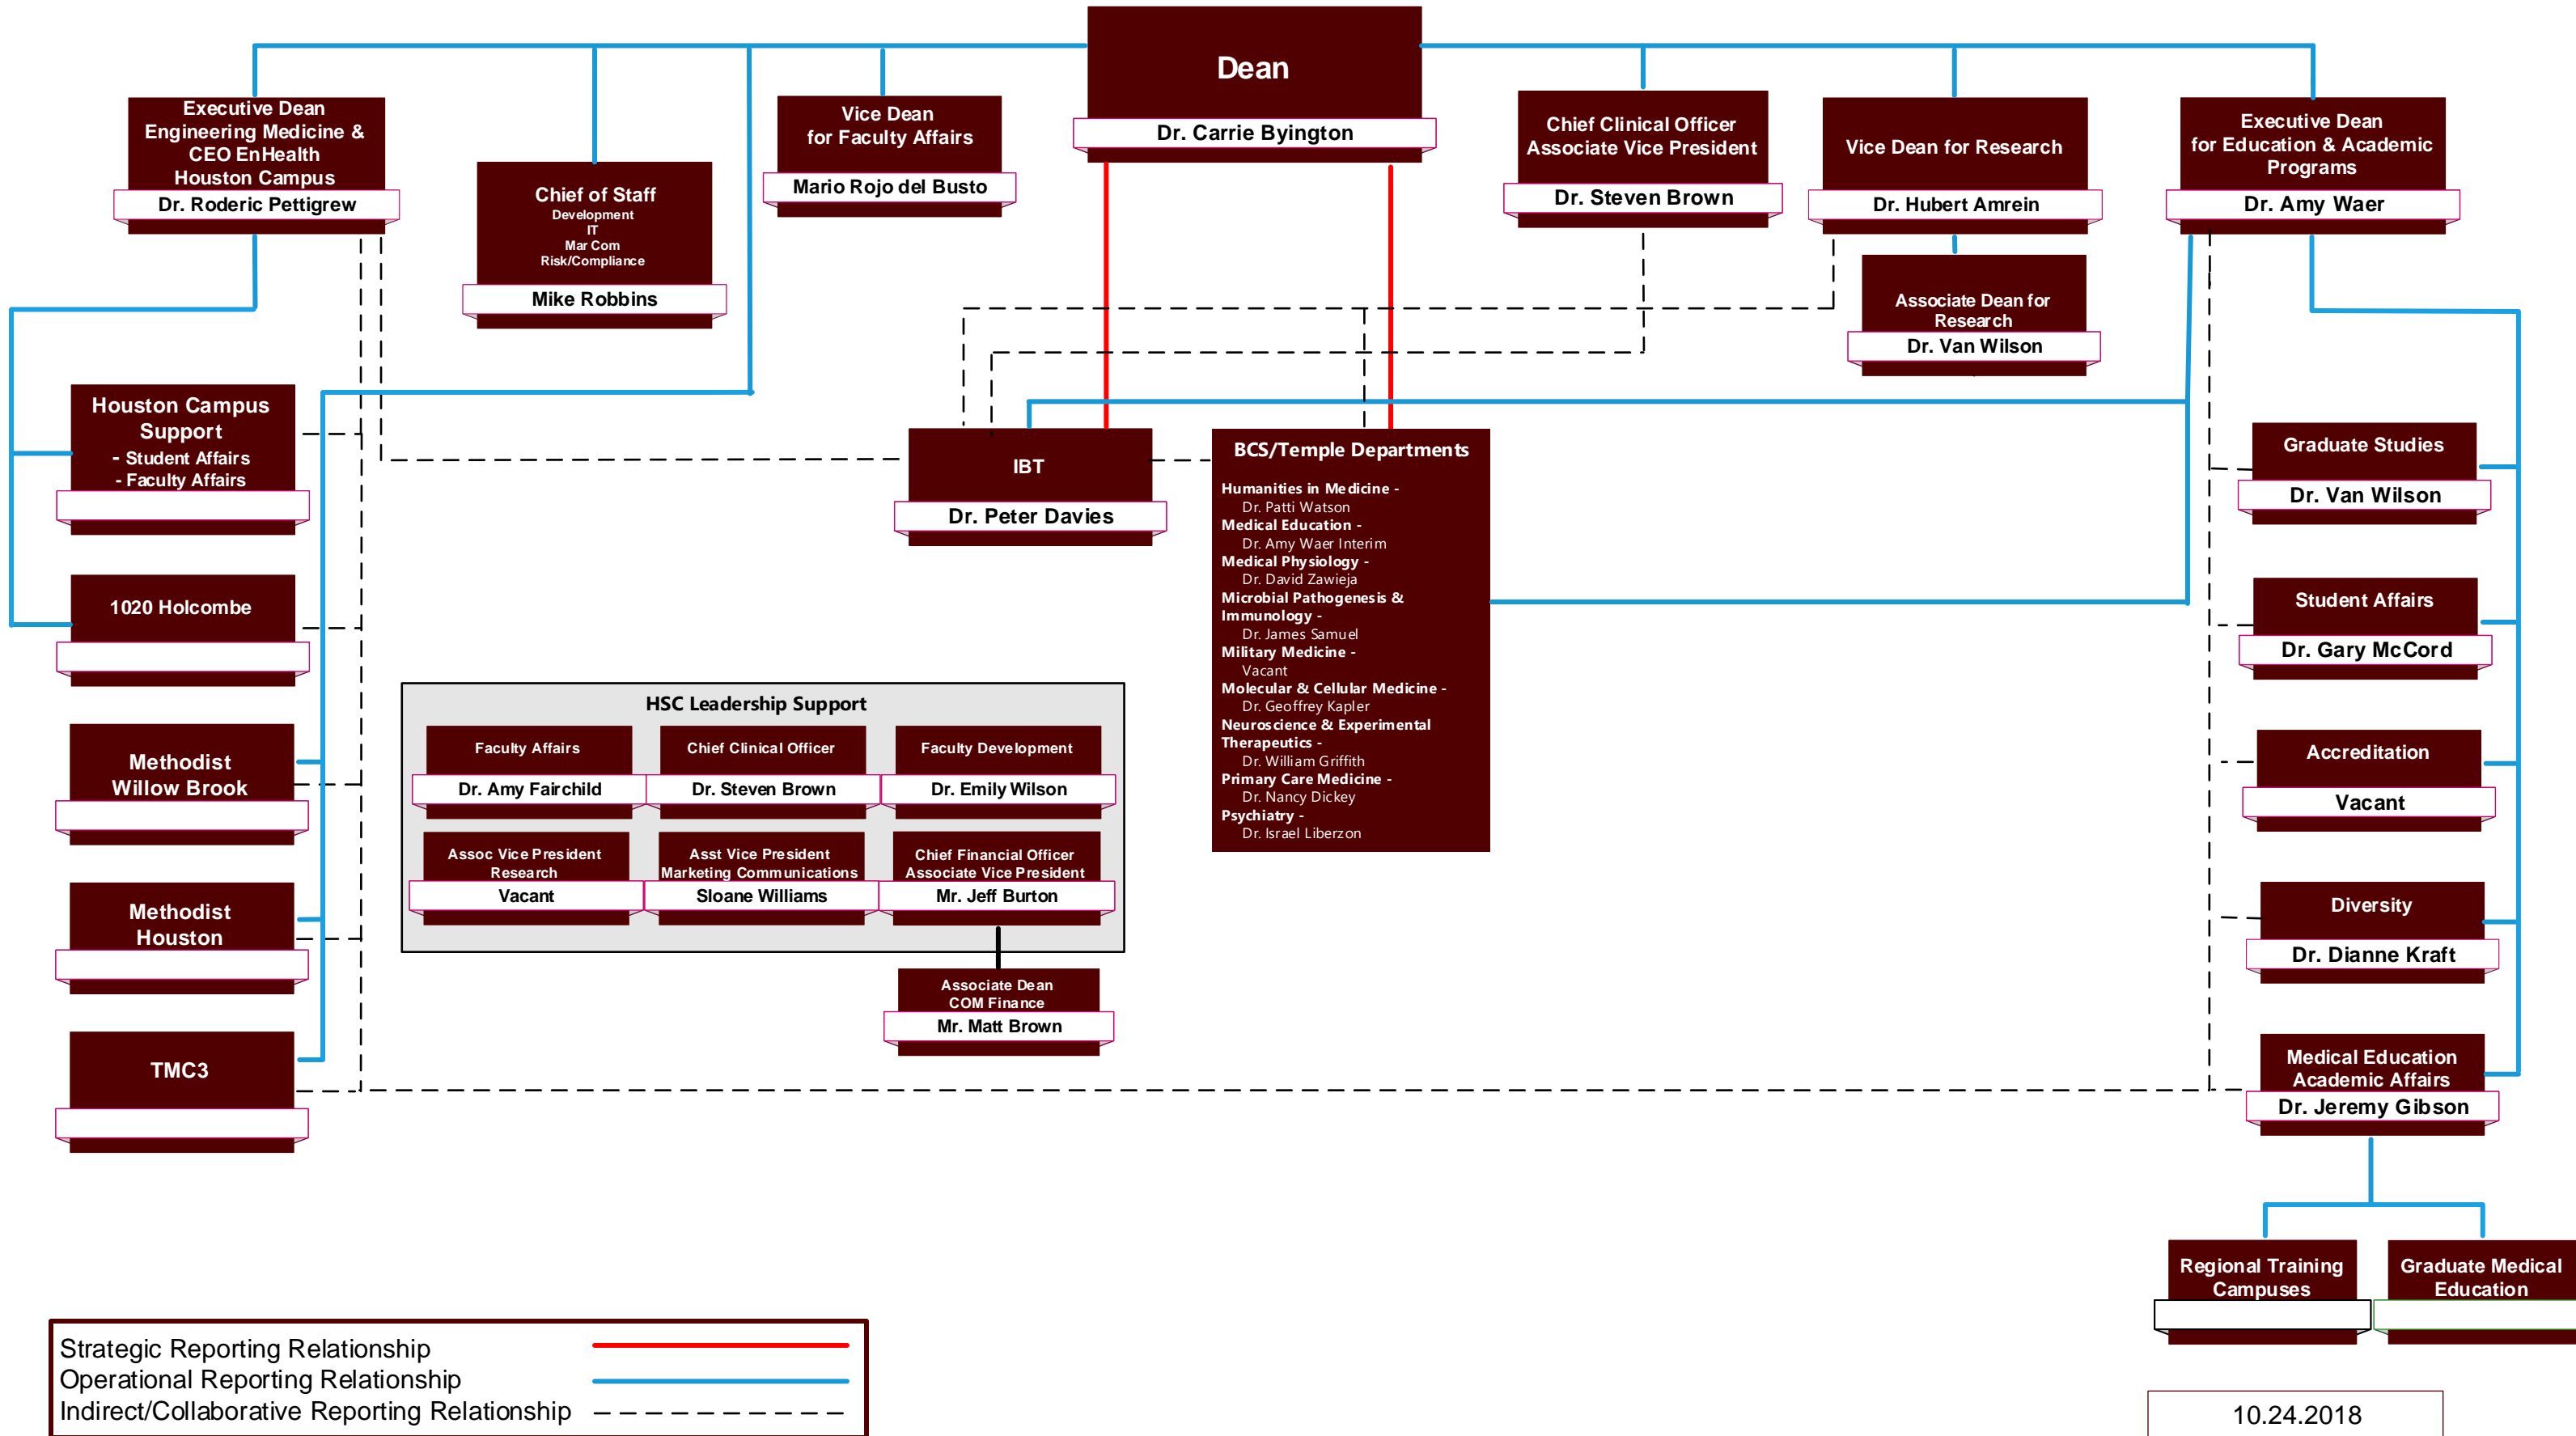 Dean
Dr. Carrie Byington
Executive Dean
Engineering Medicine &
CEO EnHealth
Houston Campus
Dr. Roderic Pettigrew
Chief of Staff
Development
IT
Mar Com
Risk/Compliance
Mike Robbins
Vice Dean
for Faculty Affairs
Mario Rojo del Busto
Chief Clinical Officer
Associate Vice President
Dr. Steven Brown
Vice Dean for Research
Dr. Hubert Amrein
Executive Dean
for Education & Academic
Programs
Dr. Amy Waer
Associate Dean for
Research
Dr. Van Wilson
Houston Campus
Support
- Student Affairs
- Faculty Affairs
1020 Holcombe
Methodist
Willow Brook
Methodist
Houston
TMC3
IBT
Dr. Peter Davies
BCS/Temple Departments
Humanities in Medicine -
Dr. Patti Watson
Medical Education -
Dr. Amy Waer Interim
Medical Physiology -
Dr. David Zawieja
Microbial Pathogenesis &
Immunology -
Dr. James Samuel
Military Medicine -
Vacant
Molecular & Cellular Medicine -
Dr. Geoffrey Kapler
Neuroscience & Experimental
Therapeutics -
Dr. William Griffith
Primary Care Medicine -
Dr. Nancy Dickey
Psychiatry -
Dr. Israel Liberzon
HSC Leadership Support
Faculty Affairs
Dr. Amy Fairchild
Chief Clinical Officer
Dr. Steven Brown
Faculty Development
Dr. Emily Wilson
Assoc Vice President
Research
Vacant
Asst Vice President
Marketing Communications
Sloane Williams
Chief Financial Officer
Associate Vice President
Mr. Jeff Burton
Associate Dean
COM Finance
Mr. Matt Brown
Graduate Studies
Dr. Van Wilson
Student Affairs
Dr. Gary McCord
Accreditation
Vacant
Diversity
Dr. Dianne Kraft
Medical Education
Academic Affairs
Dr. Jeremy Gibson
Regional Training
Campuses
Graduate Medical
Education
Strategic Reporting Relationship
Operational Reporting Relationship
Indirect/Collaborative Reporting Relationship
10.24.2018